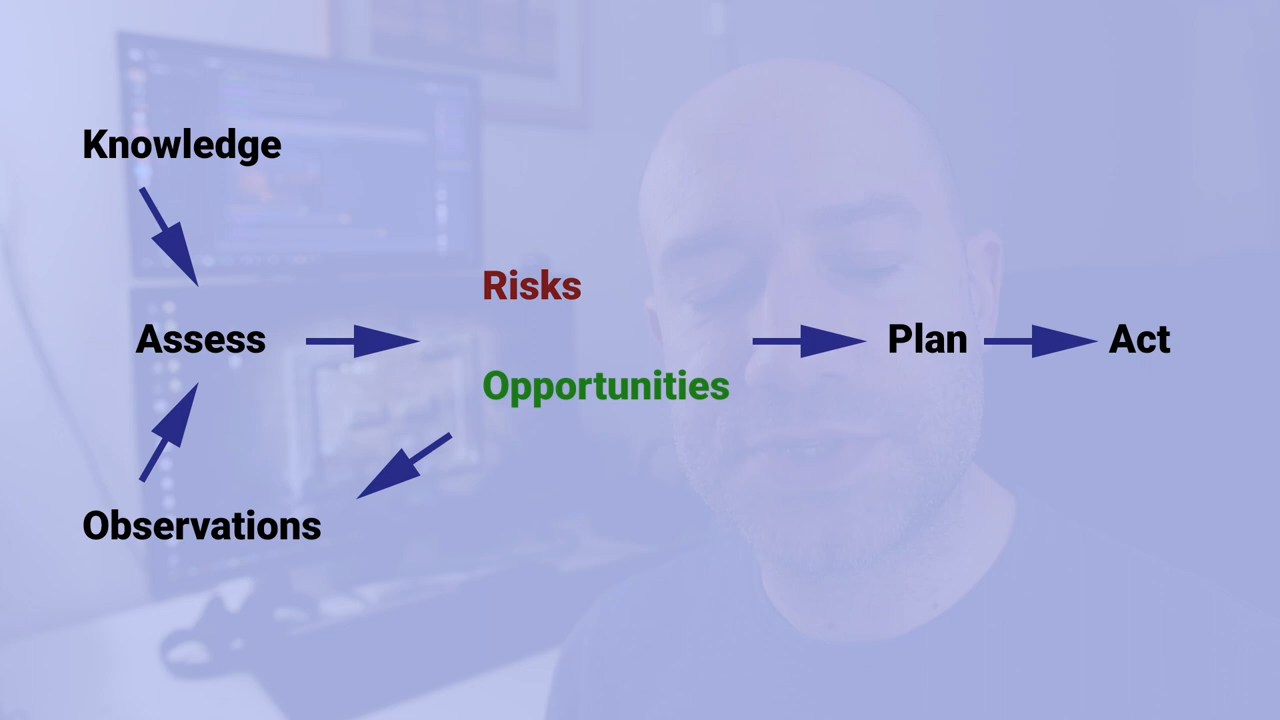 Knowledge
Risks
Assess
Plan
Act
Opportunities
Observations